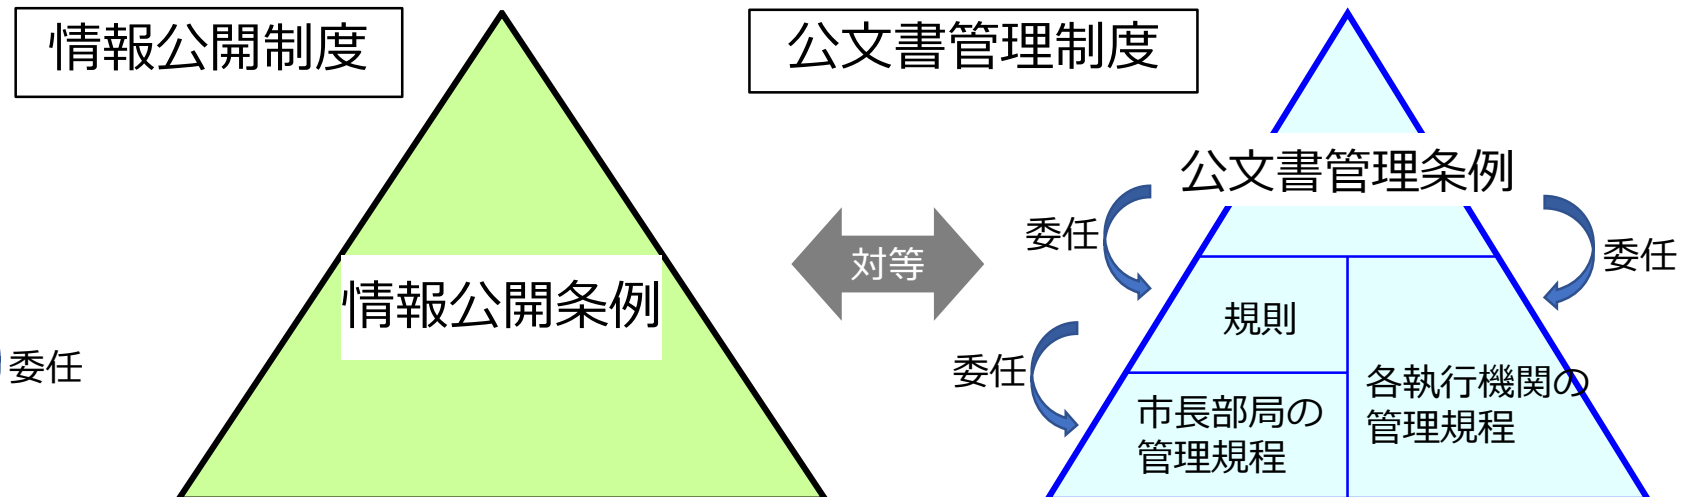 情報公開制度
公文書管理制度
公文書管理条例
委任
対等
委任
情報公開条例
規則
委任
委任
各執行機関の
管理規程
市長部局の
管理規程